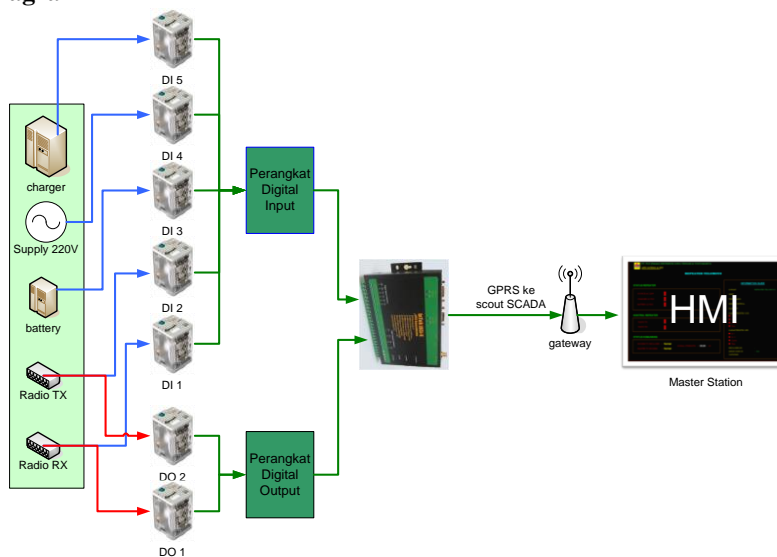 DI 5
DI 4
DI 3
DI 2
DI 1
DO 2
DO 1
charger
Supply 220V
battery
Radio TX
Radio RX
Perangkat
Digital
Input
Perangkat
Digital
Output
GPRS ke
scout SCADA
gateway
HMI
Master Station